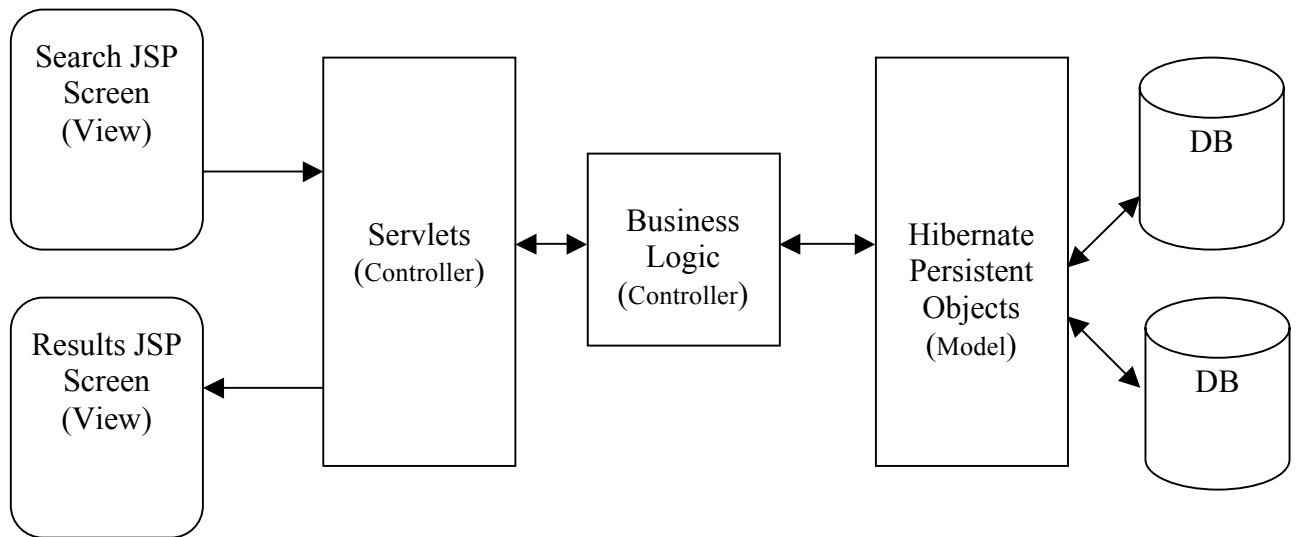 Search JSP
Screen
(View)
Servlets
(Controller)
Business
Logic
(Controller)
Hibernate
Persistent
Objects
(Model)
DB
Results JSP
Screen
(View)
DB